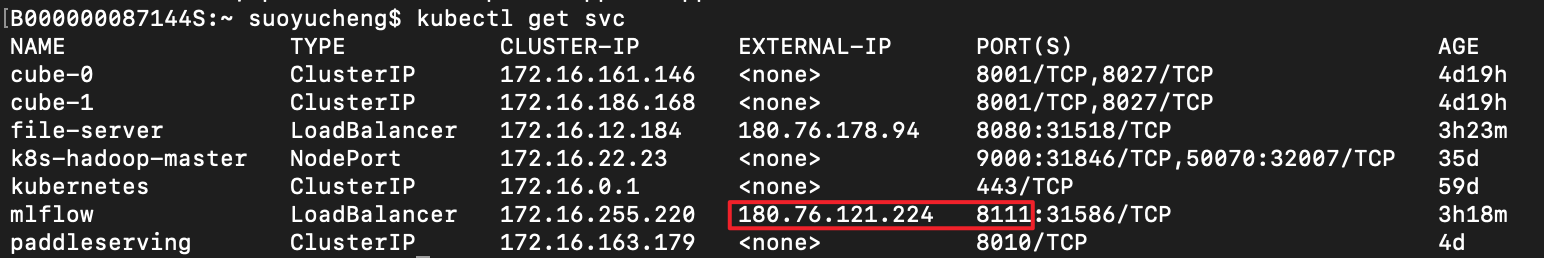 [B000000087144S:~ suoyucheng$ kubectl get svc
NAME TYPE CLUSTER-IP EXTERNAL-IP PORT(S) AGE
cube-0 ClusterIP 172.16.161.146 <none> 8001/TCP,8027/TCP 4d19h
cube-1 ClusterIP 172.16.186.168 <none> 8001/TCP,8027/TCP 4d19h
file-server LoadBalancer 172.16.12.184 180.76.178.94 8080:31518/TCP 3h23m
k8s-hadoop-master NodePort 172.16.22.23 <none> 9000:31846/TCP,50070:32007/TCP 35d
kubernetes ClusterIP 172.16.0.1 <none> 443/TCP 59d
mlflow LoadBalancer 172.16.255.220 180.76.121.224 8111:31586/TCP 3h18m
paddleserving ClusterIP 172.16.163.179 <none> 8010/TCP 4d